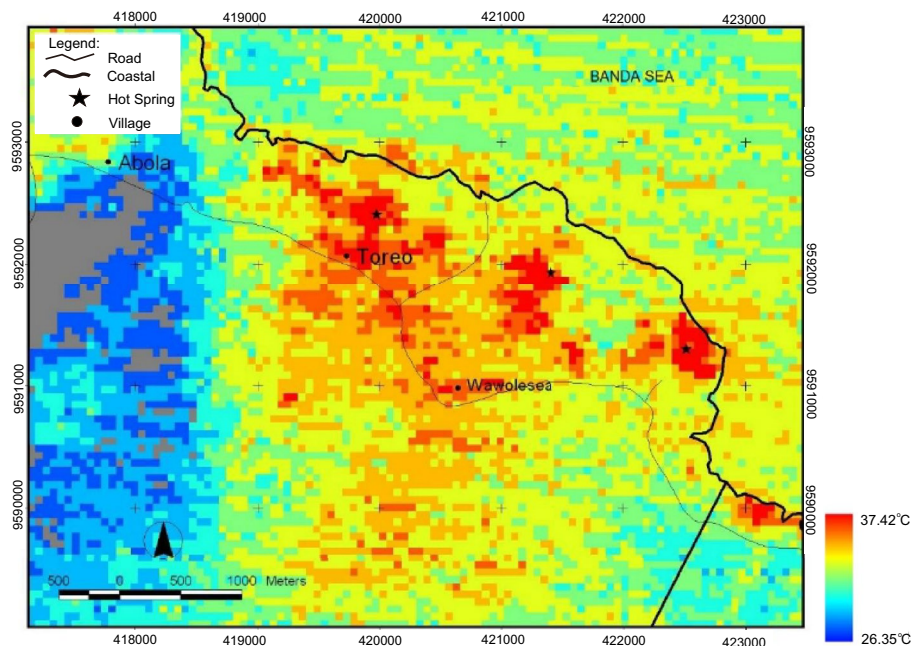 418000 419000 420000 421000 422000 423000
Legend:
Road
Coastal
Hot Spring
Village
BANDA SEA
9593000 9593000
Abola
Toreo
9592000 9592000
Wawolesea
9591000 9591000
9590000 9590000
500 0 500 1000 Meters
37.42°C
26.35°C
418000 419000 420000 421000 422000 423000